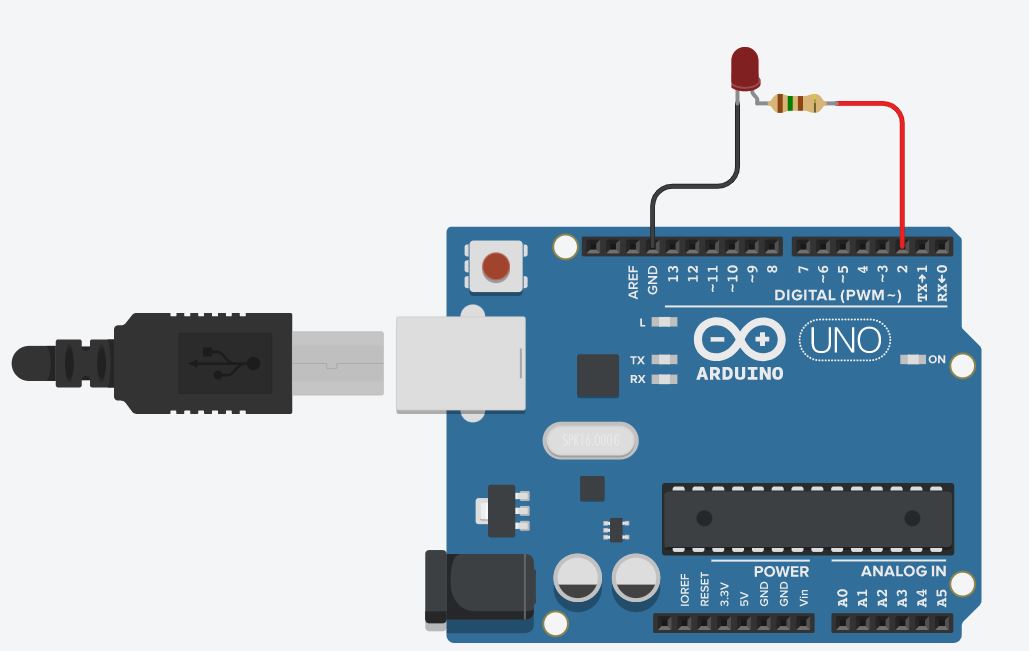 AREF
GND
13
12
~11
~10
~9
8
7
~6
~5
4
~3
2
TX→1
RX←0
DIGITAL (PWM~)
L
TX
RX
ARDUINO
UNO
ON
SPK16.000G
POWER
ANALOG IN
IOREF
RESET
3.3V
5V
GND
GND
Vin
A0
A1
A2
A3
A4
A5